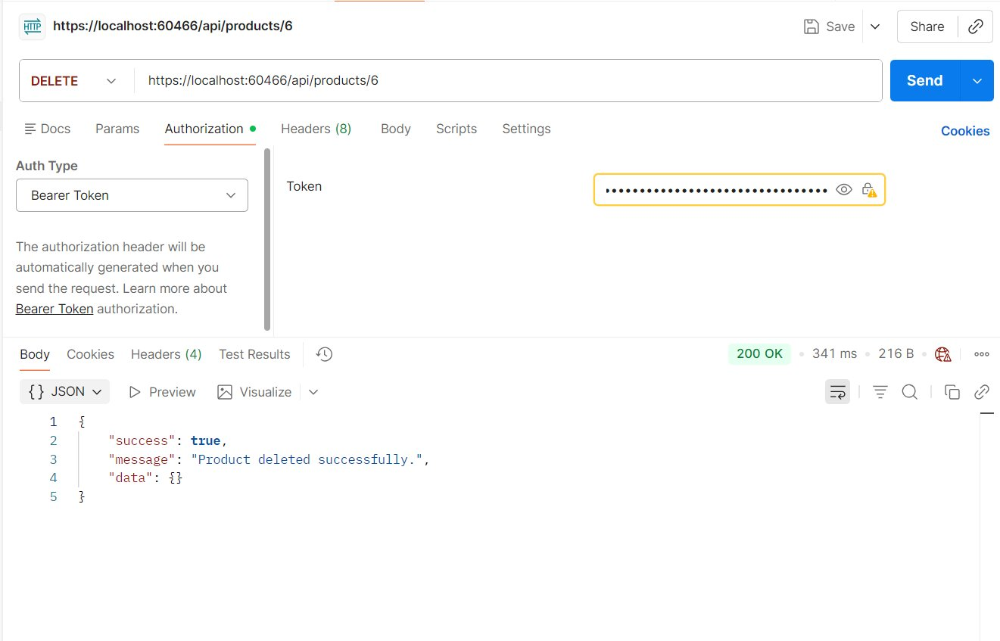 HTTP https://localhost:60466/api/products/6 Save Share
DELETE https://localhost:60466/api/products/6 Send
Docs Params Authorization Headers (8) Body Scripts Settings Cookies
Auth Type
Bearer Token
The authorization header will be
automatically generated when you
send the request. Learn more about
Bearer Token authorization.
Token ••••••••••••••••••••••••••••••••
Body Cookies Headers (4) Test Results 200 OK • 341 ms • 216 B
{} JSON Preview Visualize
1 {
2 "success": true,
3 "message": "Product deleted successfully.",
4 "data": {}
5 }